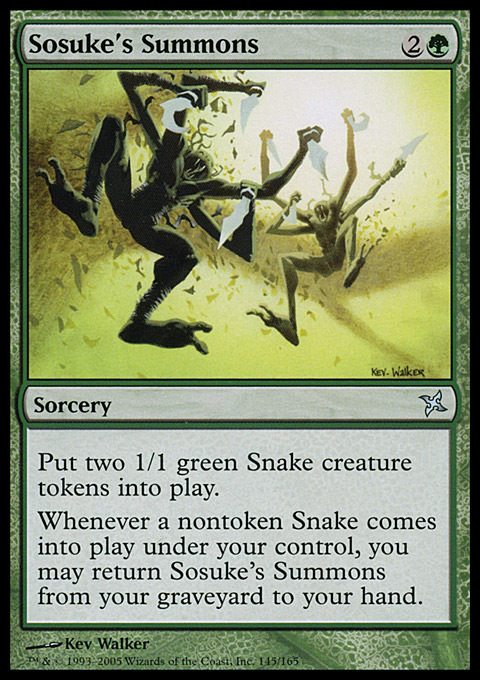 Sosuke's Summons 2
KEV. WALKER
Sorcery
Put two 1/1 green Snake creature
tokens into play.
Whenever a nontoken Snake comes
into play under your control, you
may return Sosuke's Summons
from your graveyard to your hand.
Kev Walker
™ & © 1993–2005 Wizards of the Coast, Inc. 145/165